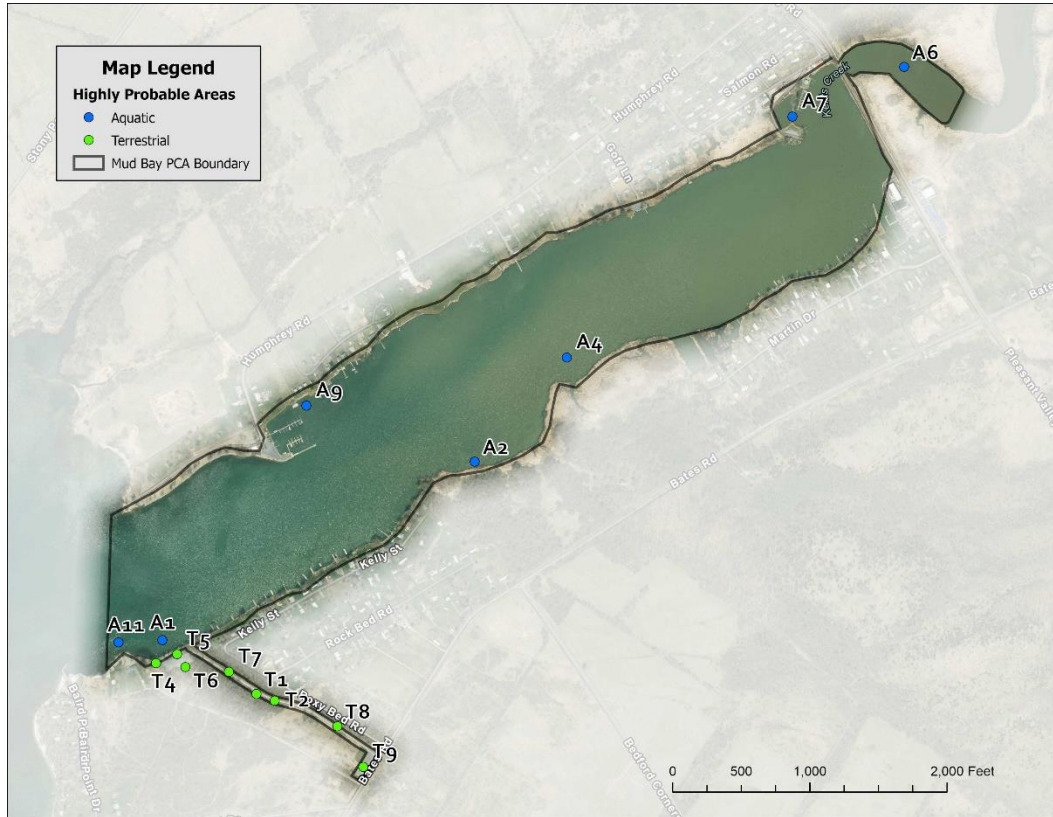 Map Legend
Highly Probable Areas
Aquatic
Terrestrial
Mud Bay PCA Boundary
Humphrey Rd
Salmon Rd
Goff Ln
A6
A7
Humphrey Rd
Martin Dr
A4
A9
A2
Bates Rd
Kelly St
Kelly St
Rock Bed Rd
A11
A1
T5
T4
T6
T7
T1
T2
T8
T9
0
500
1,000
2,000 Feet